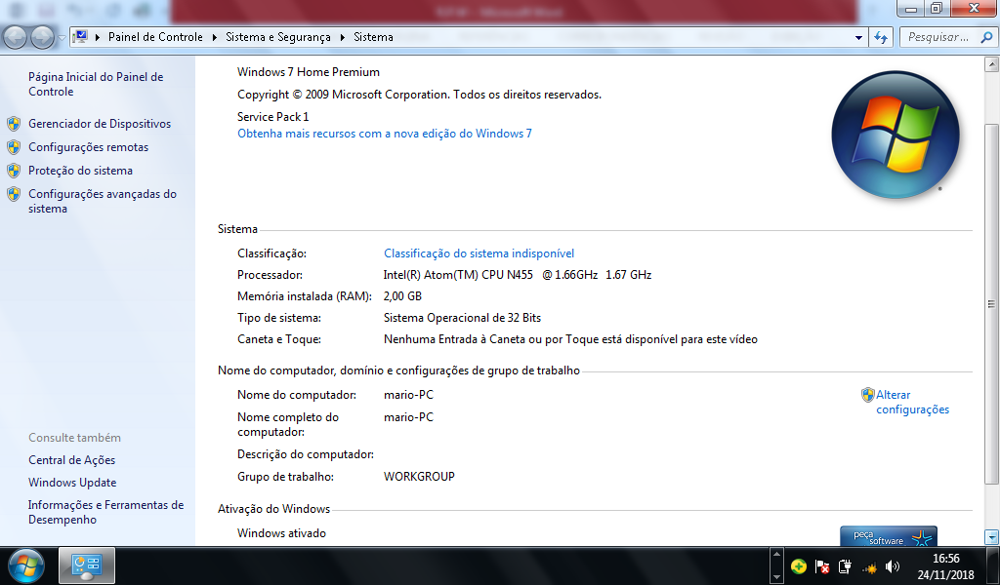 Painel de Controle
Sistema e Segurança
Sistema
Pesquisar...
Página Inicial do Painel de
Controle
Gerenciador de Dispositivos
Configurações remotas
Proteção do sistema
Configurações avançadas do
sistema
Consulte também
Central de Ações
Windows Update
Informações e Ferramentas de
Desempenho
Windows 7 Home Premium
Copyright © 2009 Microsoft Corporation. Todos os direitos reservados.
Service Pack 1
Obtenha mais recursos com a nova edição do Windows 7
Sistema
Classificação: Classificação do sistema indisponível
Processador: Intel(R) Atom(TM) CPU N455 @ 1.66GHz 1.67 GHz
Memória instalada (RAM): 2,00 GB
Tipo de sistema: Sistema Operacional de 32 Bits
Caneta e Toque: Nenhuma Entrada à Caneta ou por Toque está disponível para este vídeo
Nome do computador, domínio e configurações de grupo de trabalho
Nome do computador: mario-PC
Alterar
configurações
Nome completo do
computador: mario-PC
Descrição do computador:
Grupo de trabalho: WORKGROUP
Ativação do Windows
Windows ativado
peça
software
16:56
24/11/2018